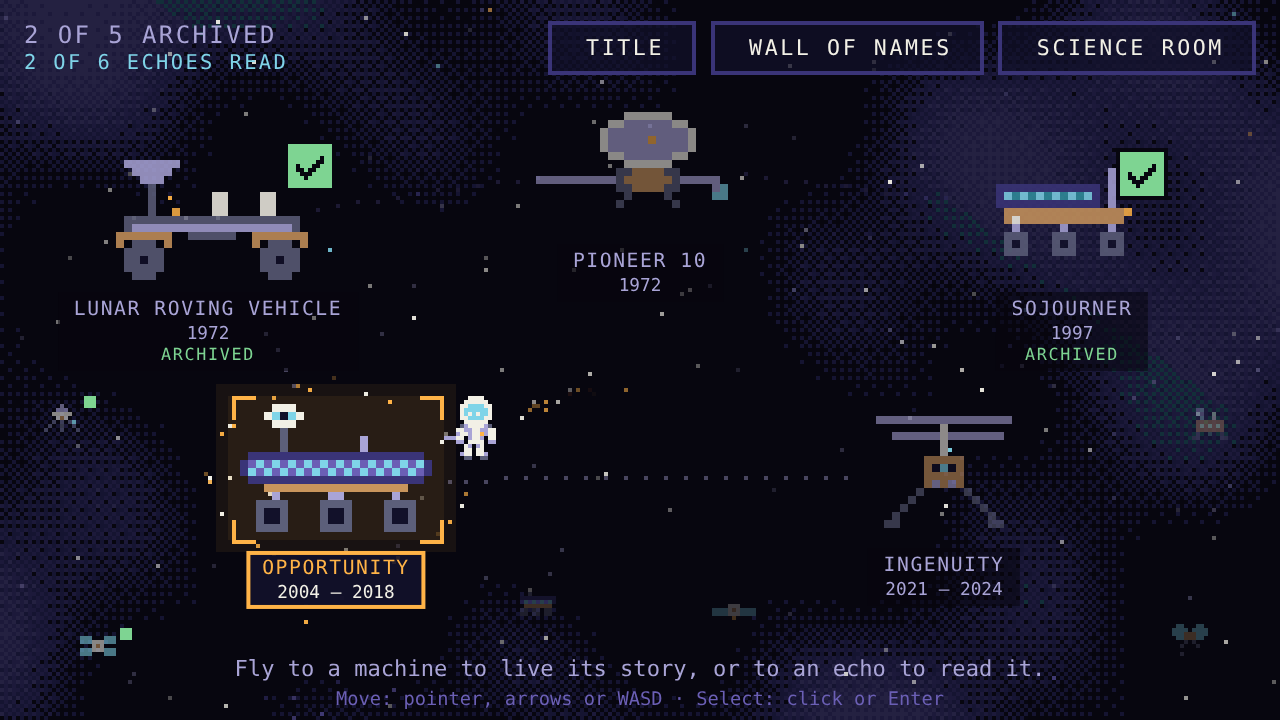 2 OF 5 ARCHIVED
2 OF 6 ECHOES READ
TITLE
WALL OF NAMES
SCIENCE ROOM
PIONEER 10
1972
LUNAR ROVING VEHICLE
1972
ARCHIVED
SOJOURNER
1997
ARCHIVED
OPPORTUNITY
2004 — 2018
INGENUITY
2021 — 2024
Fly to a machine to live its story, or to an echo to read it.
Move: pointer, arrows or WASD · Select: click or Enter